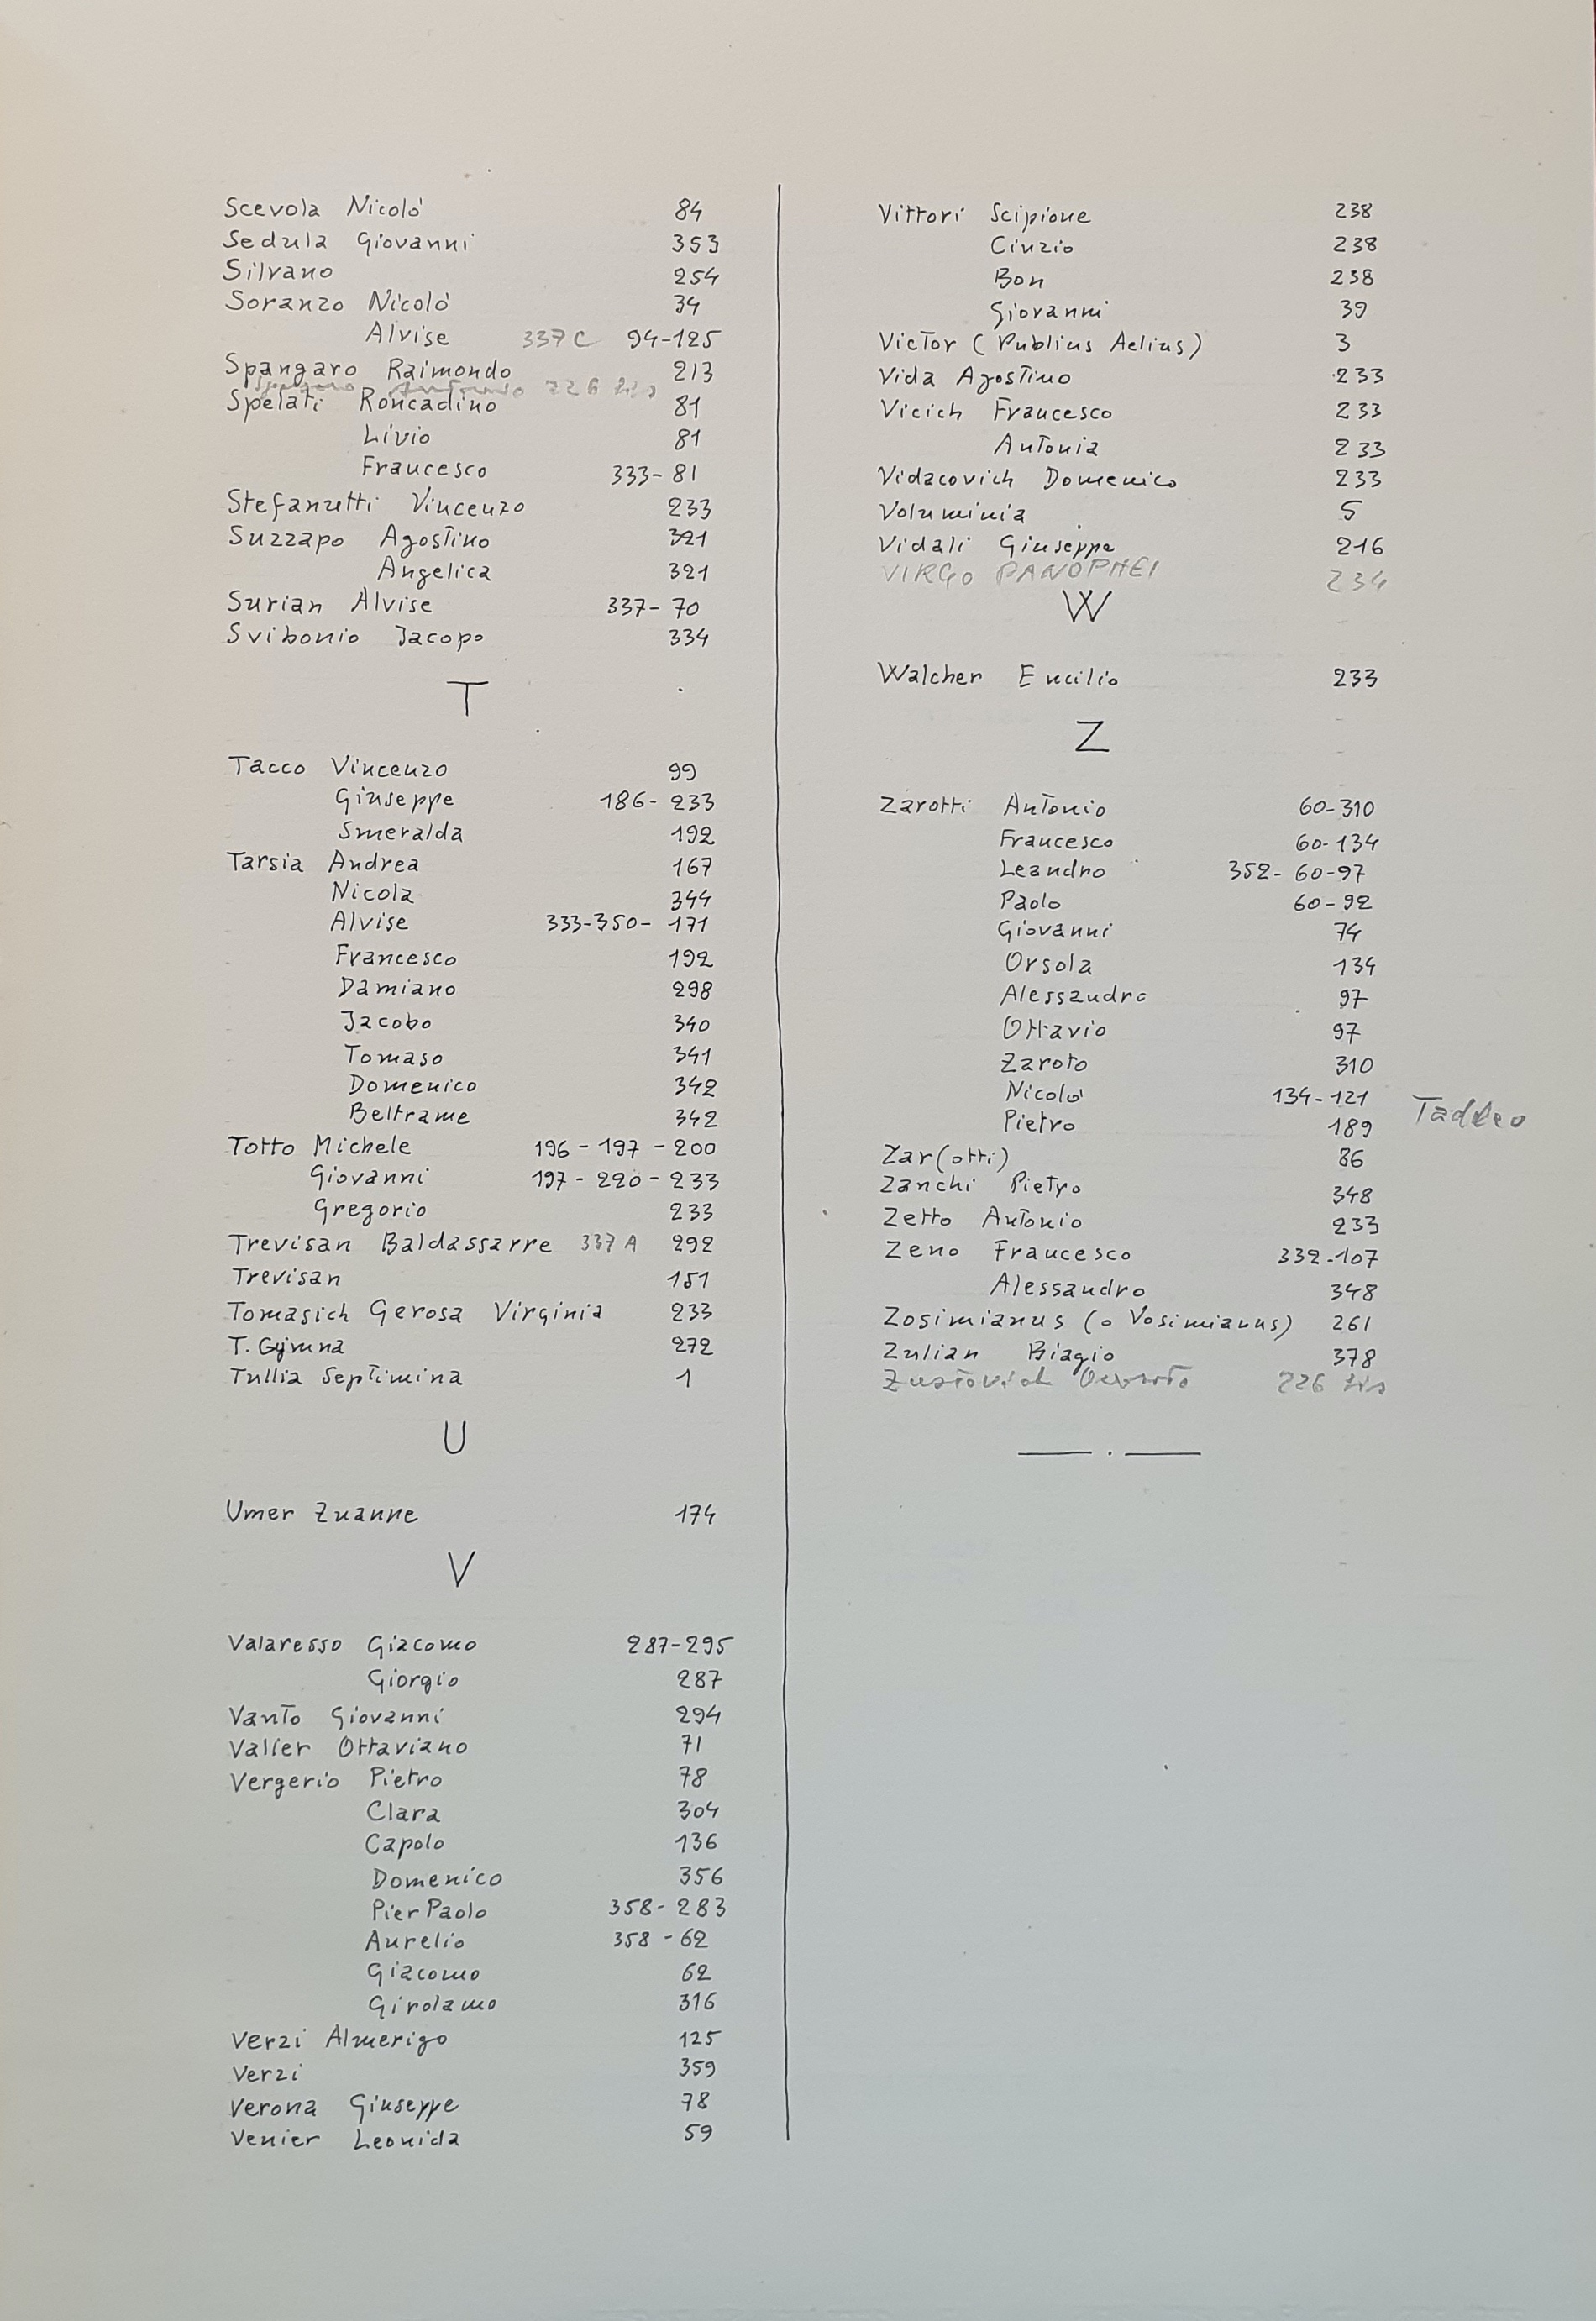 Scevola Nicolò 84
Sedula Giovanni 353
Silvano 254
Soranzo Nicolò 34
Alvise 337 C 94-125
Spangaro Raimondo 213
Spangaro Antonio 226 bis
Spelati Roncadino 81
Livio 81
Francesco 333-81
Stefanutti Vincenzo 233
Suzzapo Agostino 321
Angelica 321
Surian Alvise 337-70
Svibonio Jacopo 334
T
Tacco Vincenzo 99
Giuseppe 186-233
Smeralda 192
Tarsia Andrea 167
Nicola 344
Alvise 333-350-171
Francesco 192
Damiano 298
Jacobo 340
Tomaso 341
Domenico 342
Beltrame 342
Totto Michele 196-197-200
Giovanni 197-220-233
Gregorio 233
Trevisan Baldassarre 337 A 292
Trevisan 151
Tomasich Gerosa Virginia 233
T. Gymna 272
Tullia Septimina 1
U
Umer Zuanne 174
V
Valaresso Giacomo 287-295
Giorgio 287
Vanto Giovanni 294
Valier Ottaviano 71
Vergerio Pietro 78
Clara 304
Capolo 136
Domenico 356
Pier Paolo 358-283
Aurelio 358-62
Giacomo 62
Girolamo 316
Verzi Almerigo 125
Verzi 359
Verona Giuseppe 78
Venier Leonida 59
Vittori Scipione 238
Cinzio 238
Bon 238
Giovanni 39
Victor (Publius Aelius) 3
Vida Agostino 233
Vicich Francesco 233
Antonia 233
Vidacovich Domenico 233
Voluminia 5
Vidali Giuseppe 216
VIRGO PANOPHEI 234
W
Walcher Encilio 233
Z
Zarotti Antonio 60-310
Francesco 60-134
Leandro 352-60-97
Paolo 60-92
Giovanni 74
Orsola 134
Alessandro 97
Ottavio 97
Zaroto 310
Nicolò 134-121
Taddeo
Pietro 189
Zar(otti) 86
Zanchi Pietro 348
Zetto Antonio 233
Zeno Francesco 332-107
Alessandro 348
Zosimianus (o Vosimianus) 261
Zulian Biagio 378
Zustovich 226 bis